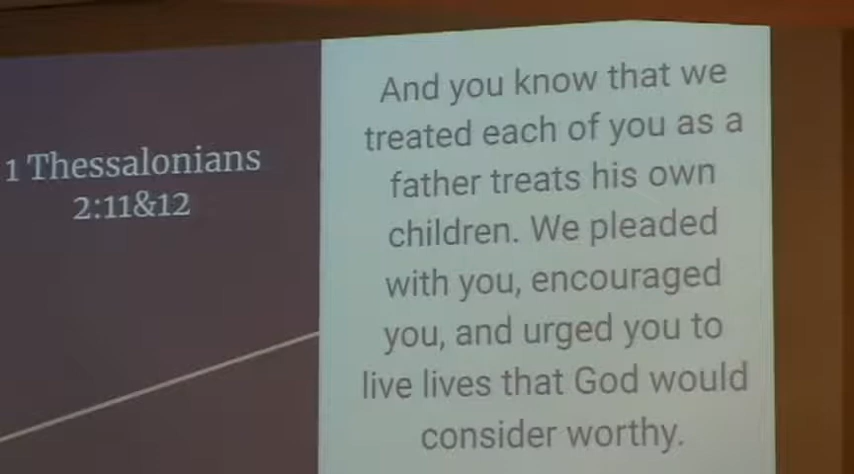 1 Thessalonians
2:11&12
And you know that we
treated each of you as a
father treats his own
children. We pleaded
with you, encouraged
you, and urged you to
live lives that God would
consider worthy.